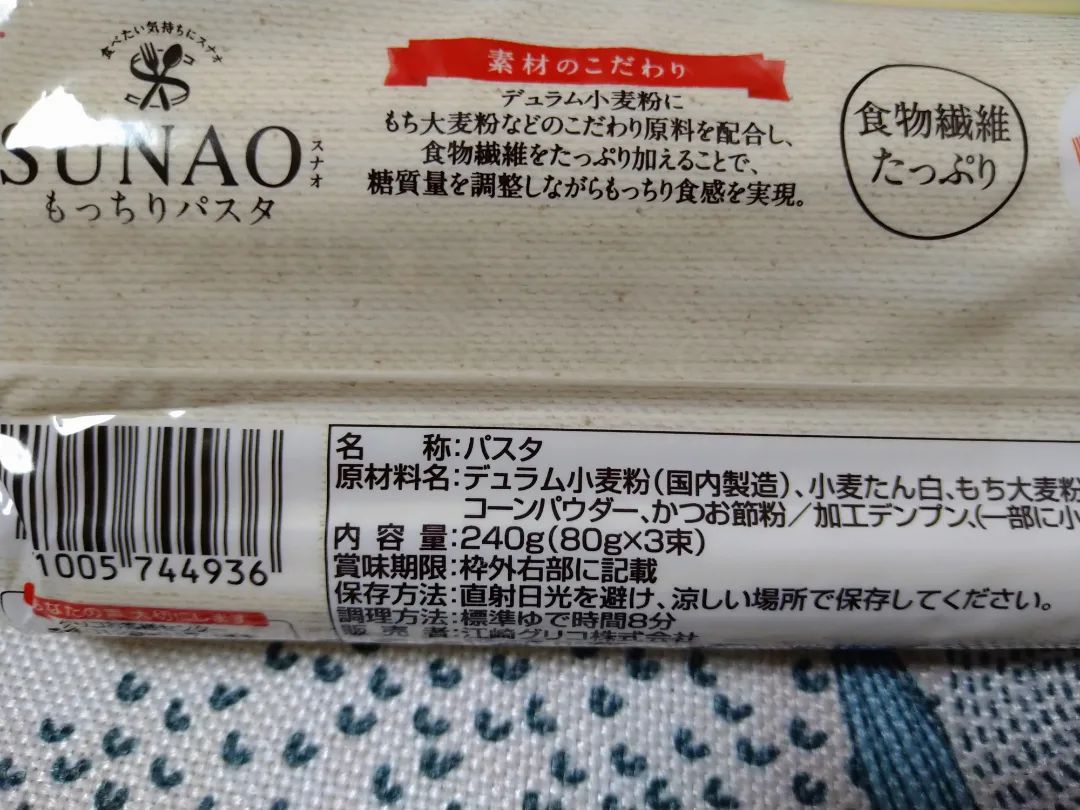 食べたい気持ちにスナオ
SUNAO
スナオ
もっちりパスタ
素材のこだわり
デュラム小麦粉に
もち大麦粉などのこだわり原料を配合し、
食物繊維をたっぷり加えることで、
糖質量を調整しながらもっちり食感を実現。
食物繊維
たっぷり
1005 744936
名 称:パスタ
原材料名:デュラム小麦粉(国内製造)、小麦たん白、もち大麦粉
コーンパウダー、かつお節粉/加工デンプン、(一部に小
内容量:240g(80g×3束)
賞味期限:枠外右部に記載
保存方法:直射日光を避け、涼しい場所で保存してください。
調理方法:標準ゆで時間8分
販売者:江崎グリコ株式会社